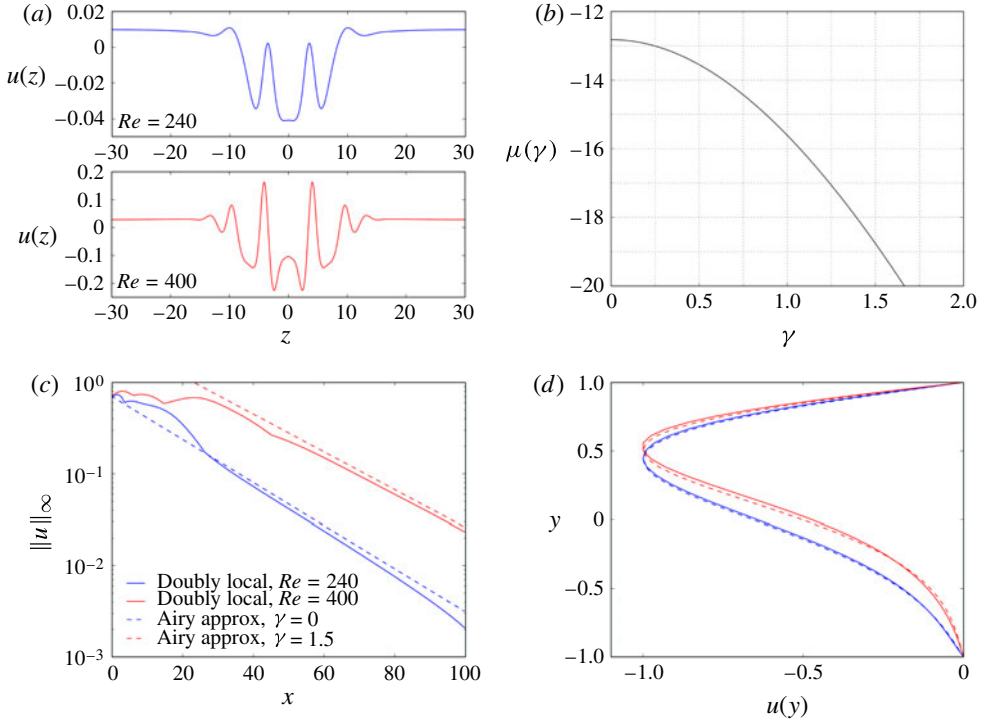 (a)
0.02
0
−0.02
−0.04
u(z)
Re = 240
−30 −20 −10 0 10 20 30
0.2
0.1
0
−0.1
−0.2
u(z)
Re = 400
−30 −20 −10 0 10 20 30
z
(b)
−12
−14
−16
−18
−20
μ(γ)
0 0.5 1.0 1.5 2.0
γ
(c)
10⁰
10⁻¹
10⁻²
10⁻³
‖u‖∞
Doubly local, Re = 240
Doubly local, Re = 400
Airy approx, γ = 0
Airy approx, γ = 1.5
0 20 40 60 80 100
x
(d)
1.0
0.5
0
−0.5
−1.0
y
−1.0 −0.5 0
u(y)